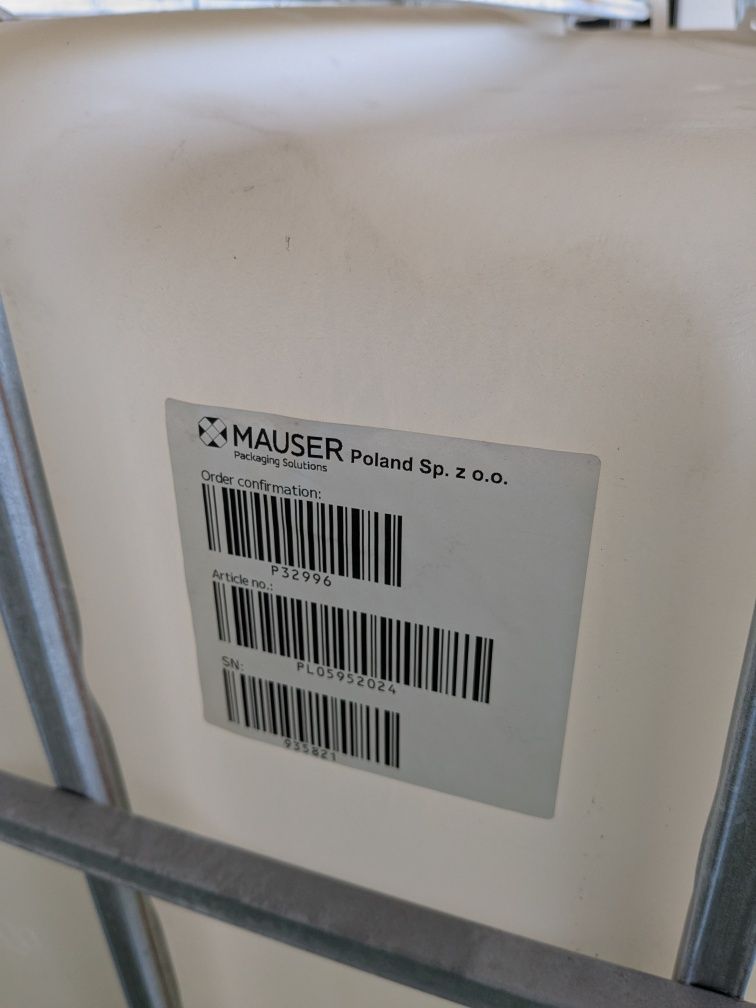 MAUSER Poland Sp. z o.o.
Packaging Solutions
Order confirmation:
P32996
Article no.:
PL05952024
SN:
935821